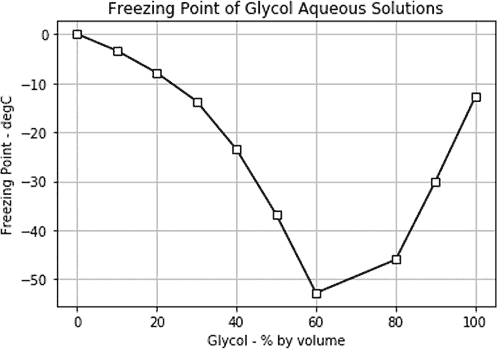 Freezing Point of Glycol Aqueous Solutions
0
−10
−20
−30
−40
−50
Freezing Point - degC
0 20 40 60 80 100
Glycol - % by volume